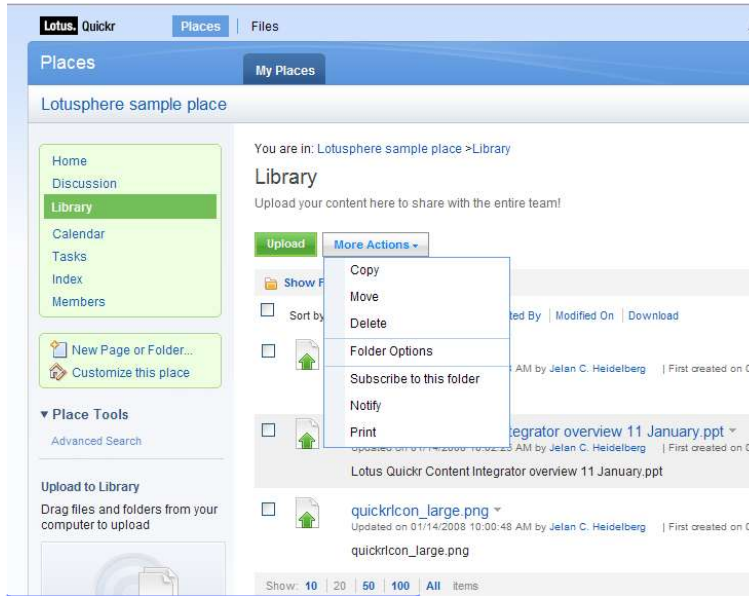 Lotus. Quickr Places Files
Places My Places
Lotusphere sample place
Home
Discussion
Library
Calendar
Tasks
Index
Members
New Page or Folder...
Customize this place
Place Tools
Advanced Search
Upload to Library
Drag files and folders from your
computer to upload
You are in: Lotusphere sample place >Library
Library
Upload your content here to share with the entire team!
Upload More Actions
Copy
Move
Delete
Folder Options
Subscribe to this folder
Notify
Print
Show
Sort by By | Modified On | Download
AM by Jelan C. Heidelberg | First created on
overview 11 January.ppt
Updated on 01/14/2008 AM by Jelan C. Heidelberg | First created on
Lotus Quickr Content Integrator overview 11 January.ppt
quickrIcon_large.png
Updated on 01/14/2008 10:00:48 AM by Jelan C. Heidelberg | First created on
quickrIcon_large.png
Show: 10 | 20 | 50 | 100 | All items